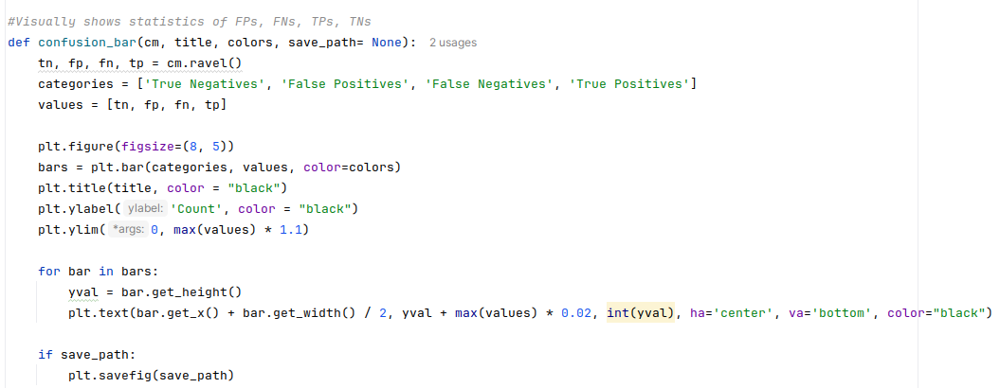 #Visually shows statistics of FPs, FNs, TPs, TNs
def confusion_bar(cm, title, colors, save_path= None):  2 usages
    tn, fp, fn, tp = cm.ravel()
    categories = ['True Negatives', 'False Positives', 'False Negatives', 'True Positives']
    values = [tn, fp, fn, tp]

    plt.figure(figsize=(8, 5))
    bars = plt.bar(categories, values, color=colors)
    plt.title(title, color = "black")
    plt.ylabel( ylabel: 'Count', color = "black")
    plt.ylim( *args: 0, max(values) * 1.1)

    for bar in bars:
        yval = bar.get_height()
        plt.text(bar.get_x() + bar.get_width() / 2, yval + max(values) * 0.02, int(yval), ha='center', va='bottom', color="black")

    if save_path:
        plt.savefig(save_path)